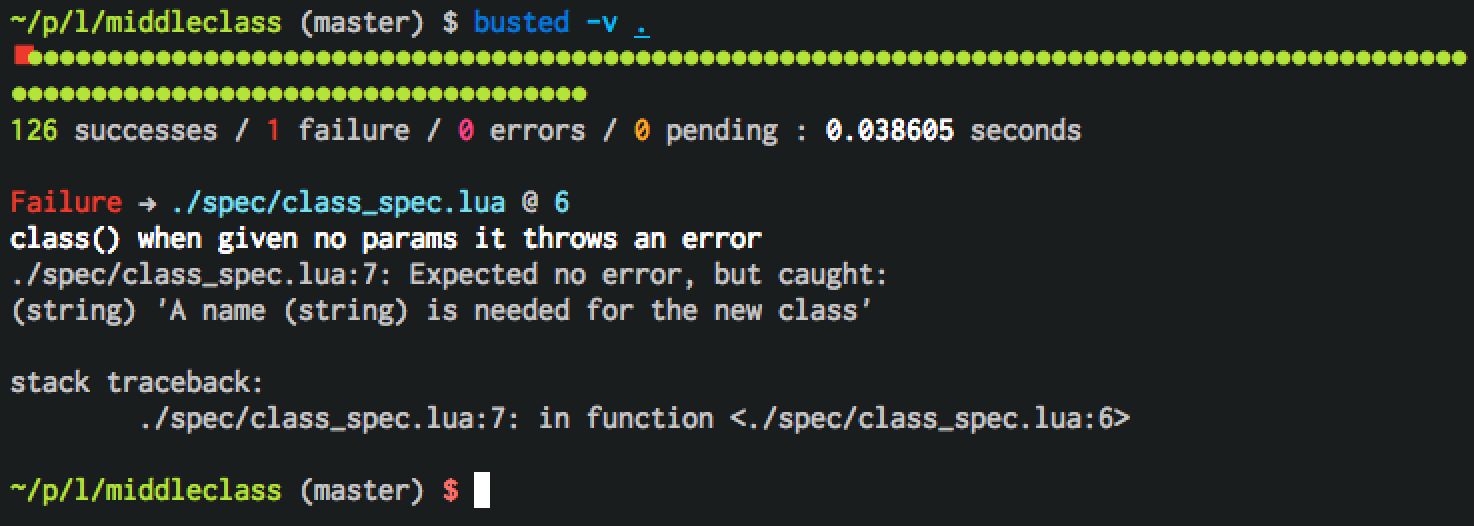 ~/p/l/middleclass (master) $ busted -v .
126 successes / 1 failure / 0 errors / 0 pending : 0.038605 seconds
Failure → ./spec/class_spec.lua @ 6
class() when given no params it throws an error
./spec/class_spec.lua:7: Expected no error, but caught:
(string) 'A name (string) is needed for the new class'
stack traceback:
./spec/class_spec.lua:7: in function <./spec/class_spec.lua:6>
~/p/l/middleclass (master) $